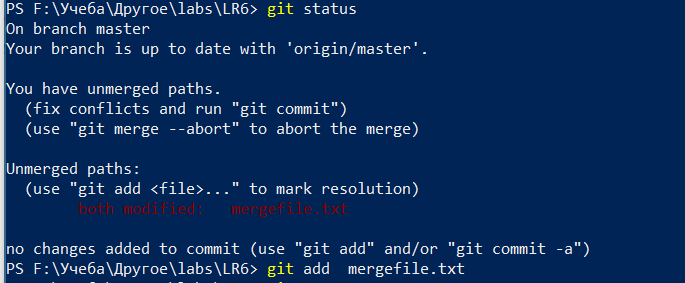 PS F:\Учеба\Другое\labs\LR6> git status
On branch master
Your branch is up to date with 'origin/master'.
You have unmerged paths.
(fix conflicts and run "git commit")
(use "git merge --abort" to abort the merge)
Unmerged paths:
(use "git add <file>..." to mark resolution)
both modified: mergefile.txt
no changes added to commit (use "git add" and/or "git commit -a")
PS F:\Учеба\Другое\labs\LR6> git add mergefile.txt